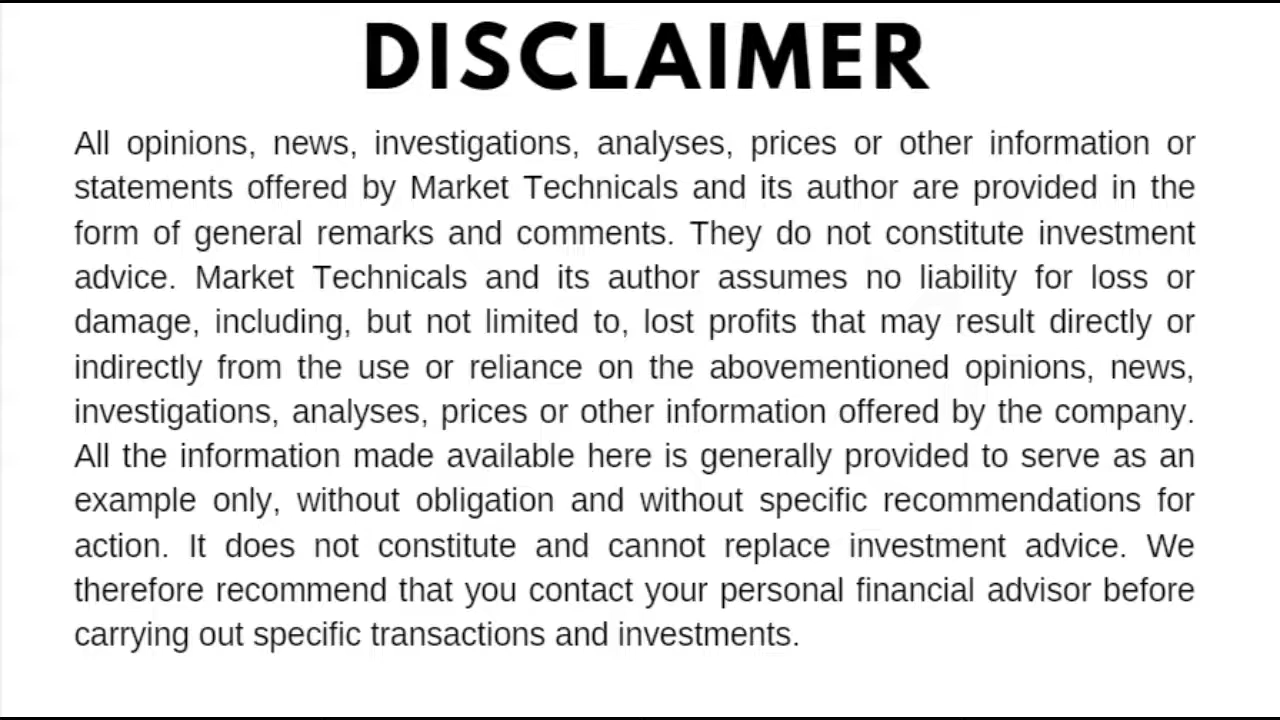 DISCLAIMER
All opinions, news, investigations, analyses, prices or other information or
statements offered by Market Technicals and its author are provided in the
form of general remarks and comments. They do not constitute investment
advice. Market Technicals and its author assumes no liability for loss or
damage, including, but not limited to, lost profits that may result directly or
indirectly from the use or reliance on the abovementioned opinions, news,
investigations, analyses, prices or other information offered by the company.
All the information made available here is generally provided to serve as an
example only, without obligation and without specific recommendations for
action. It does not constitute and cannot replace investment advice. We
therefore recommend that you contact your personal financial advisor before
carrying out specific transactions and investments.